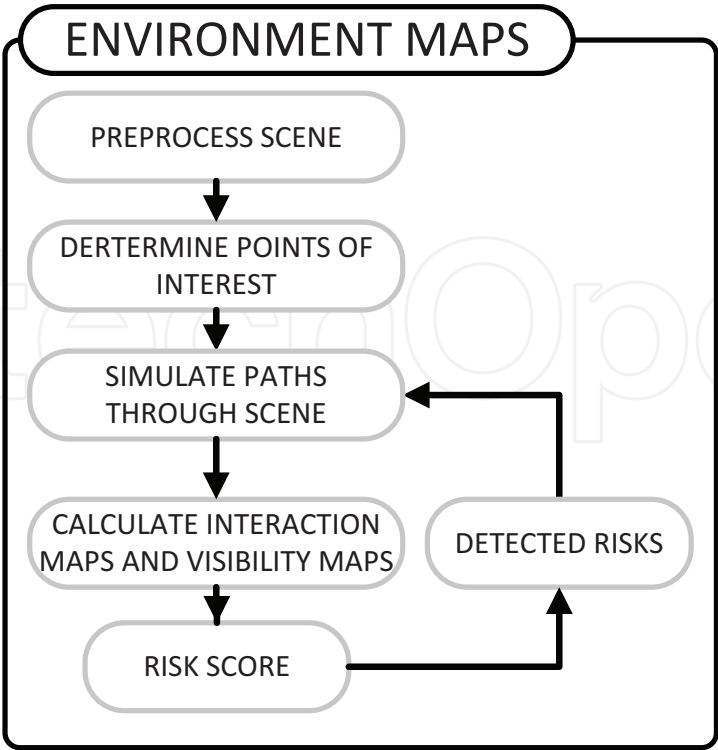 ENVIRONMENT MAPS
PREPROCESS SCENE
DERTERMINE POINTS OF
INTEREST
SIMULATE PATHS
THROUGH SCENE
CALCULATE INTERACTION
MAPS AND VISIBILITY MAPS
DETECTED RISKS
RISK SCORE